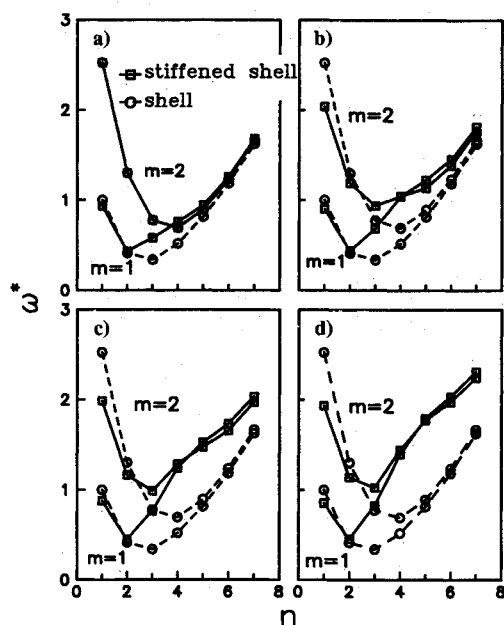 3
a)
b)
stiffened shell
shell
2
m=2
m=2
1
m=1
m=1
0
ω*
3
c)
d)
2
m=2
m=2
1
m=1
m=1
0
0 2 4 6 8 0 2 4 6 8
n